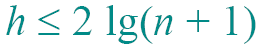 h ≤ 2 lg(n + 1)